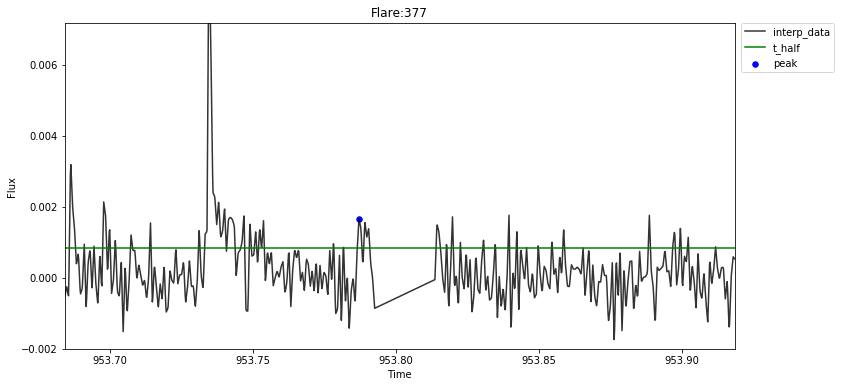 Flare:377
interp_data
t_half
peak
0.006
0.004
0.002
0.000
-0.002
Flux
953.70
953.75
953.80
953.85
953.90
Time